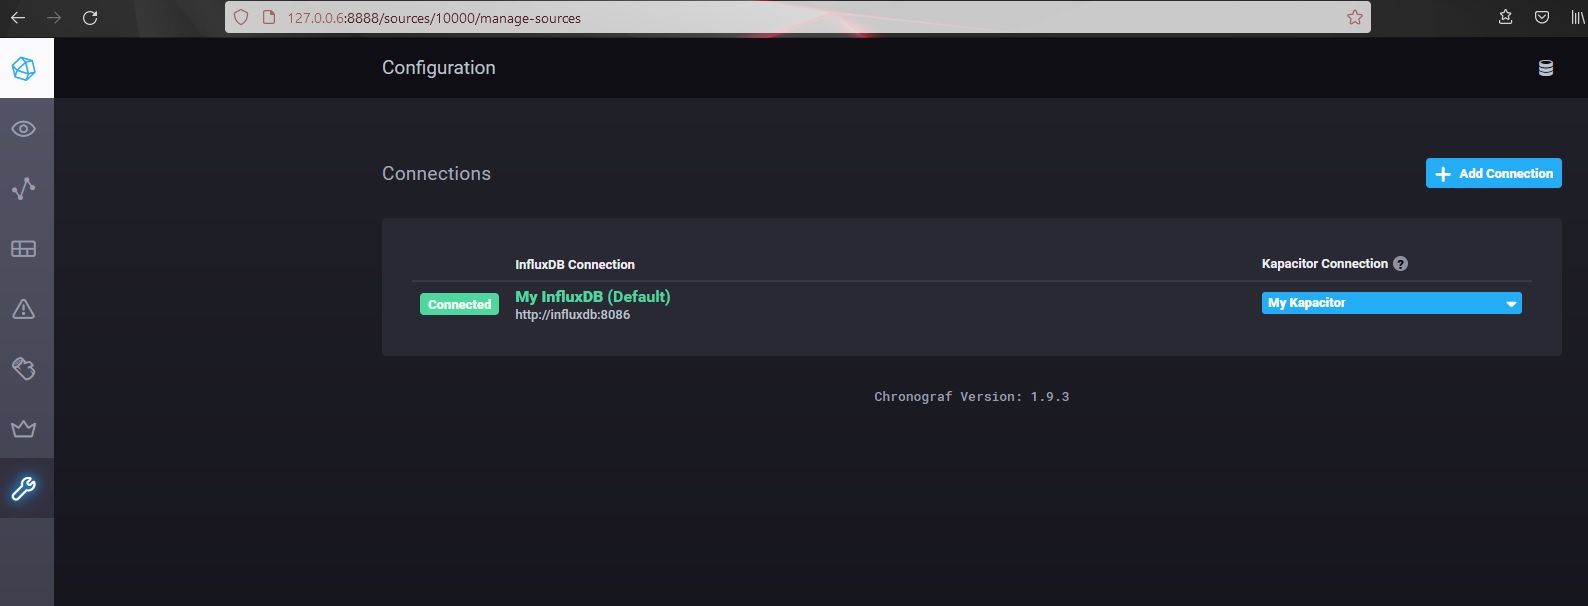 127.0.0.6:8888/sources/10000/manage-sources
Configuration
Connections
Add Connection
InfluxDB Connection
Kapacitor Connection ?
Connected
My InfluxDB (Default)
http://influxdb:8086
My Kapacitor
Chronograf Version: 1.9.3